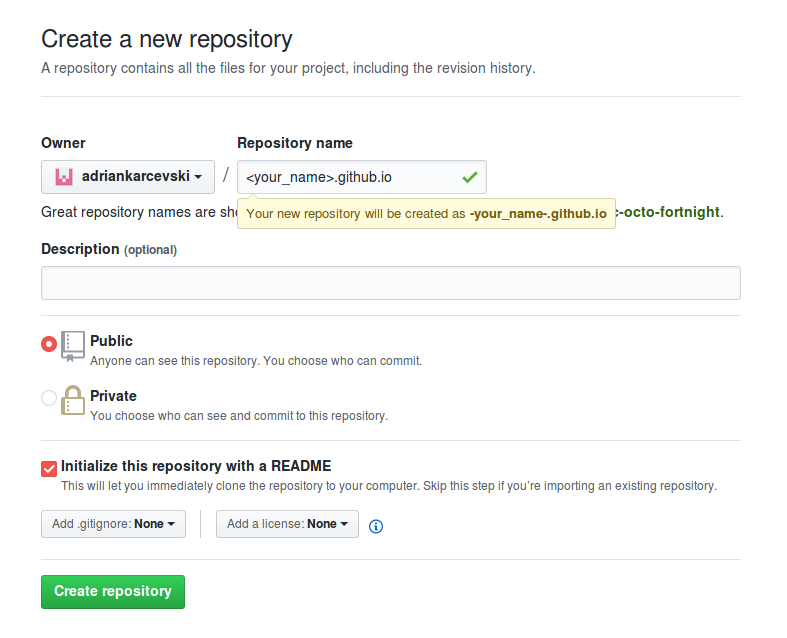 Create a new repository
A repository contains all the files for your project, including the revision history.
Owner
Repository name
adriankarcevski
/
<your_name>.github.io
Great repository names are
-octo-fortnight.
Your new repository will be created as -your_name-.github.io
Description (optional)
Public
Anyone can see this repository. You choose who can commit.
Private
You choose who can see and commit to this repository.
Initialize this repository with a README
This will let you immediately clone the repository to your computer. Skip this step if you’re importing an existing repository.
Add .gitignore: None
Add a license: None
Create repository